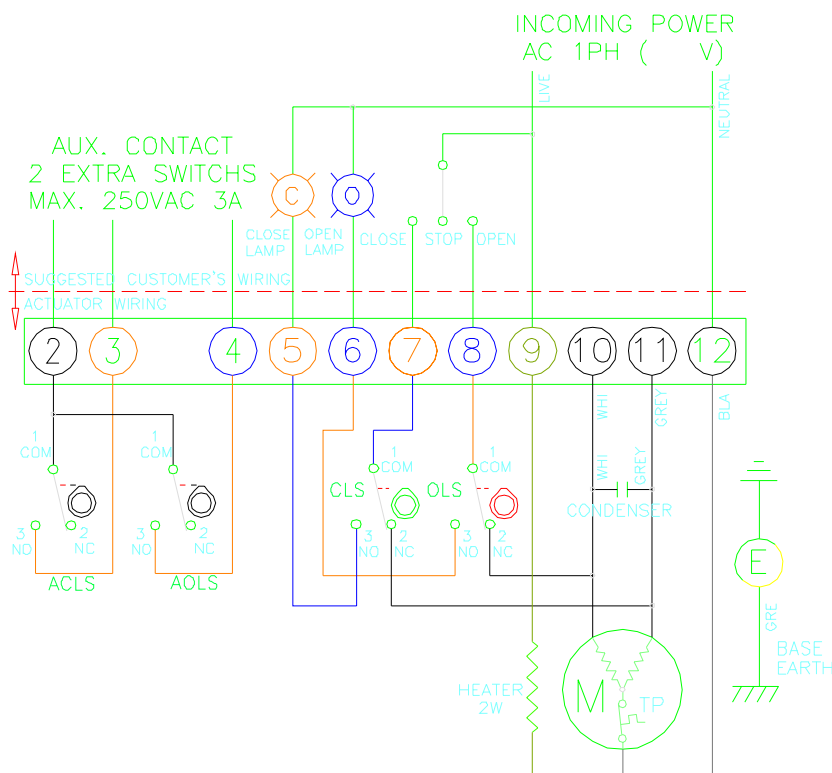 INCOMING POWER
AC 1PH ( V)
LIVE
NEUTRAL
AUX. CONTACT
2 EXTRA SWITCHS
MAX. 250VAC 3A
C
O
CLOSE
LAMP
OPEN
LAMP
CLOSE
STOP
OPEN
SUGGESTED CUSTOMER'S WIRING
ACTUATOR WIRING
2
3
4
5
6
7
8
9
10
11
12
WHI
GREY
BLA
1
COM
1
COM
1
COM
1
COM
WHI
GREY
CLS
OLS
CONDENSER
3
NO
2
NC
3
NO
2
NC
3
NO
2
NC
3
NO
2
NC
ACLS
AOLS
E
GRE
BASE
EARTH
HEATER
2W
M
TP